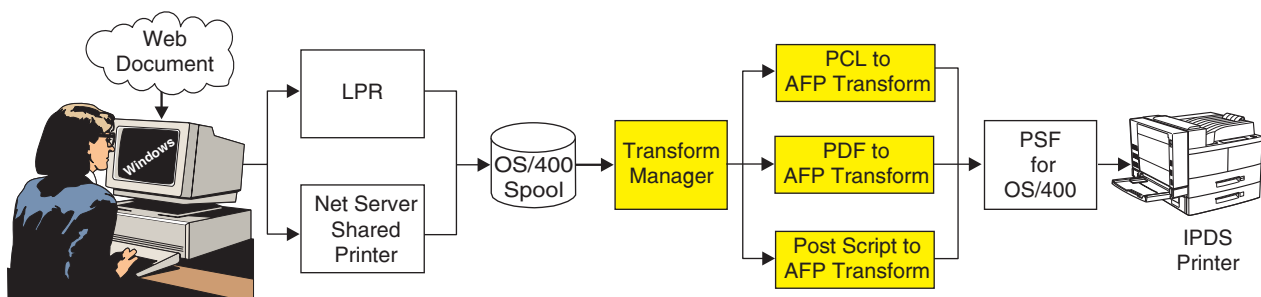 Web
Document
Windows
LPR
Net Server
Shared
Printer
OS/400
Spool
Transform
Manager
PCL to
AFP Transform
PDF to
AFP Transform
Post Script to
AFP Transform
PSF
for
OS/400
IPDS
Printer